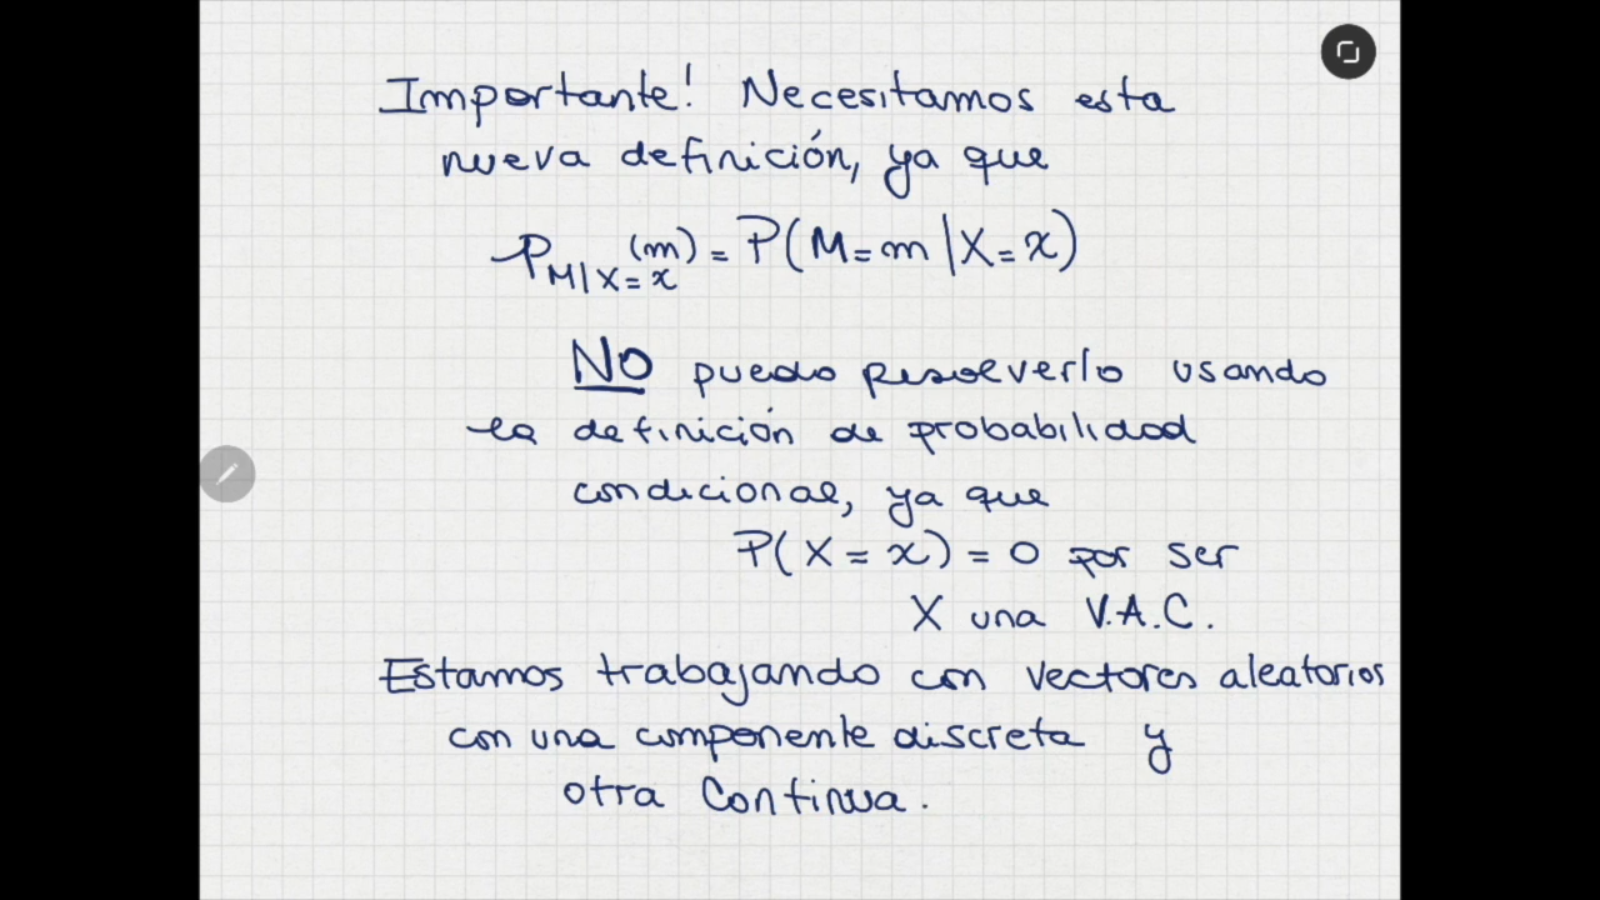 Importante! Necesitamos esta
nueva definición, ya que
P_{M|X=x}(m) = P(M=m|X=x)
NO puedo resolverlo usando
la definición de probabilidad
condicional, ya que
P(X=x)=0 por ser
X una V.A.C.
Estamos trabajando con vectores aleatorios
con una componente discreta y
otra Continua.